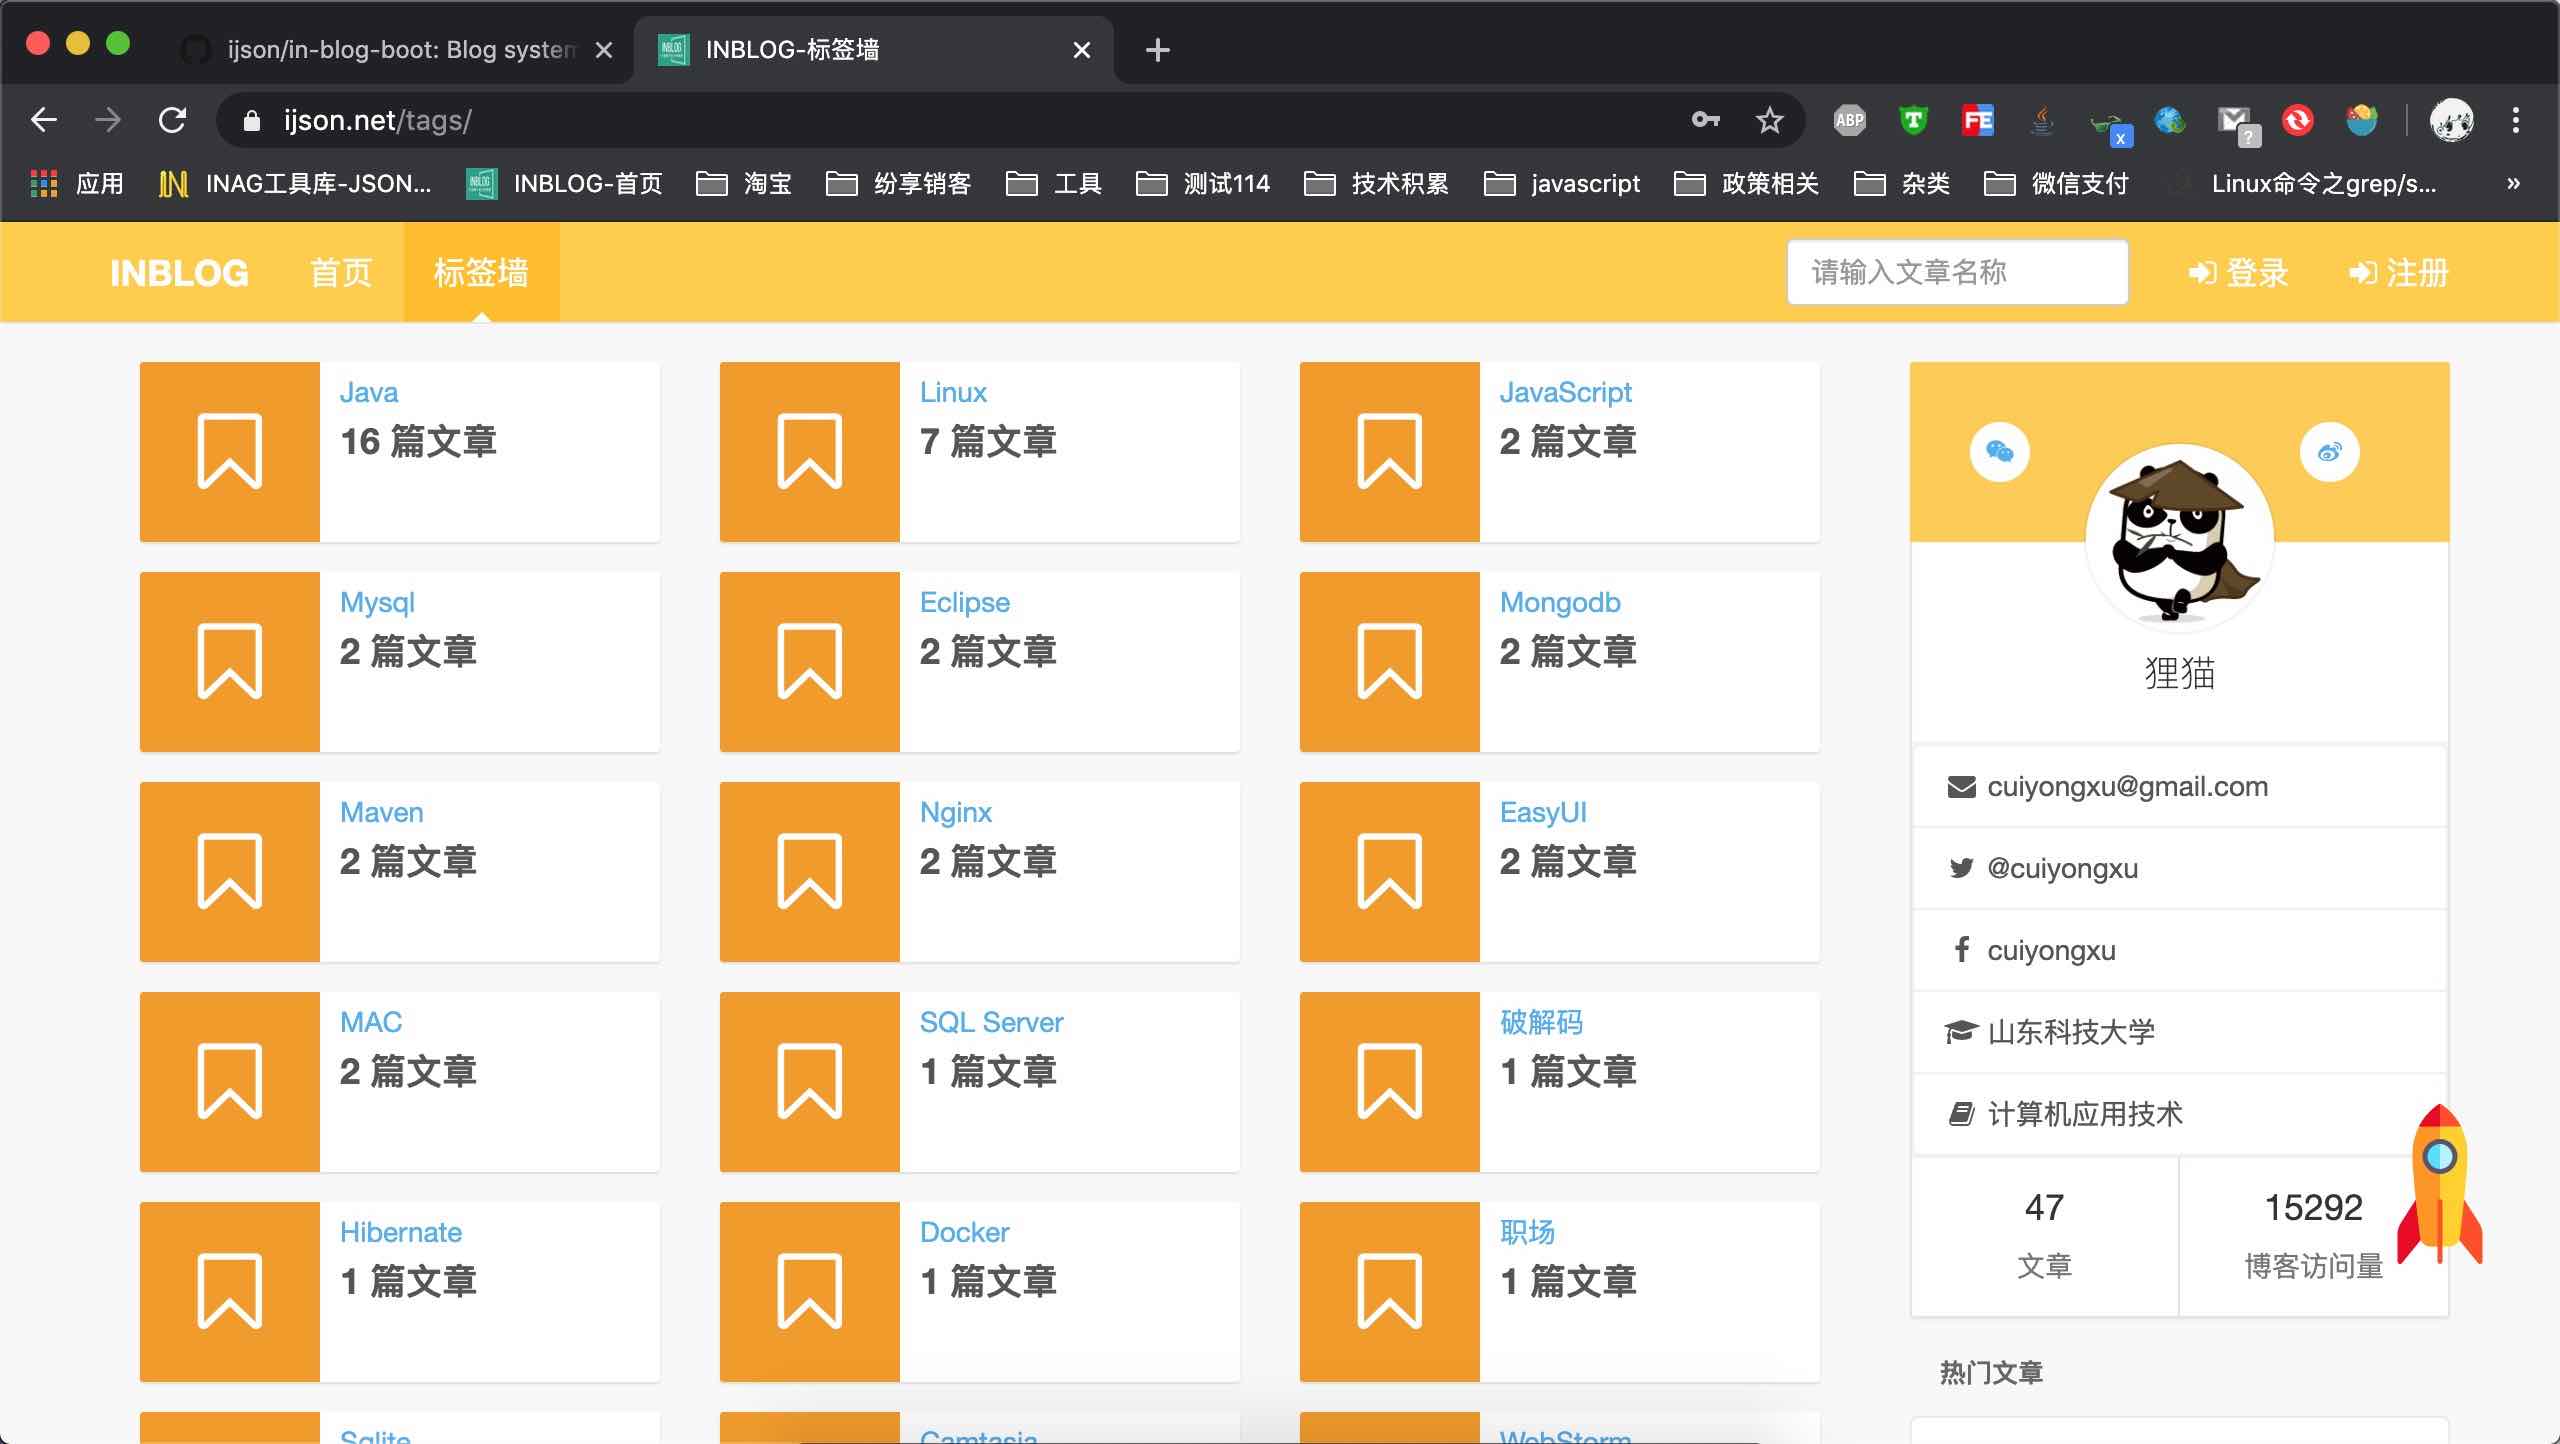 ijson/in-blog-boot: Blog system
INBLOG-标签墙
ijson.net/tags/
ABP
应用
INAG工具库-JSON...
INBLOG-首页
淘宝
纷享销客
工具
测试114
技术积累
javascript
政策相关
杂类
微信支付
Linux命令之grep/s...
»
INBLOG
首页
标签墙
请输入文章名称
登录
注册
Java
16 篇文章
Linux
7 篇文章
JavaScript
2 篇文章
Mysql
2 篇文章
Eclipse
2 篇文章
Mongodb
2 篇文章
Maven
2 篇文章
Nginx
2 篇文章
EasyUI
2 篇文章
MAC
2 篇文章
SQL Server
1 篇文章
破解码
1 篇文章
Hibernate
1 篇文章
Docker
1 篇文章
职场
1 篇文章
Sqlite
Camtasia
WebStorm
狸猫
cuiyongxu@gmail.com
@cuiyongxu
cuiyongxu
山东科技大学
计算机应用技术
47
文章
15292
博客访问量
热门文章